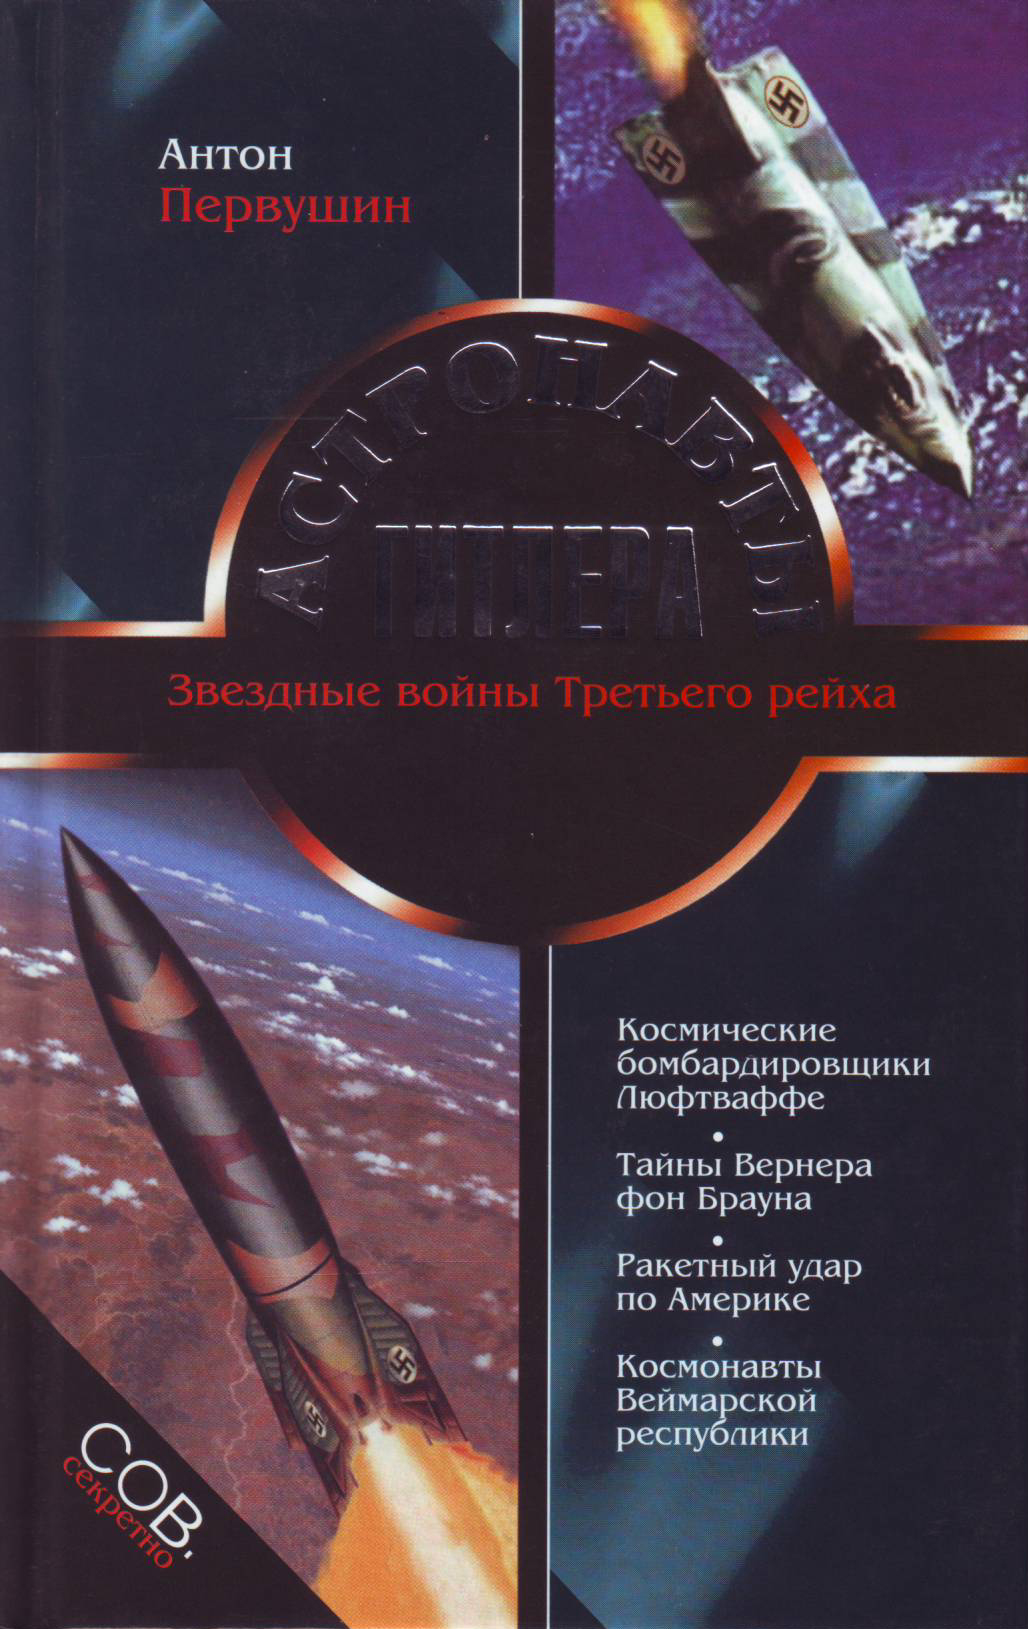 Антон
Первушин
АСТРОНАВТЫ
ГИТЛЕРА
Звездные войны Третьего рейха
Космические
бомбардировщики
Люфтваффе
•
Тайны Вернера
фон Брауна
•
Ракетный удар
по Америке
•
Космонавты
Веймарской
республики
СОВ.
секретно